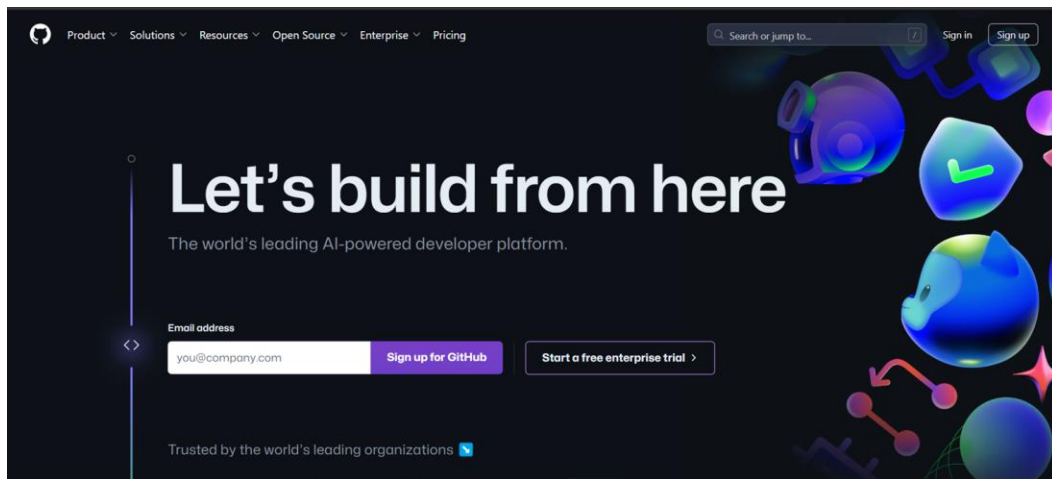 Product Solutions Resources Open Source Enterprise Pricing Search or jump to... / Sign in Sign up
Let's build from here
The world's leading AI-powered developer platform.
Email address
you@company.com Sign up for GitHub Start a free enterprise trial >
Trusted by the world's leading organizations ↘